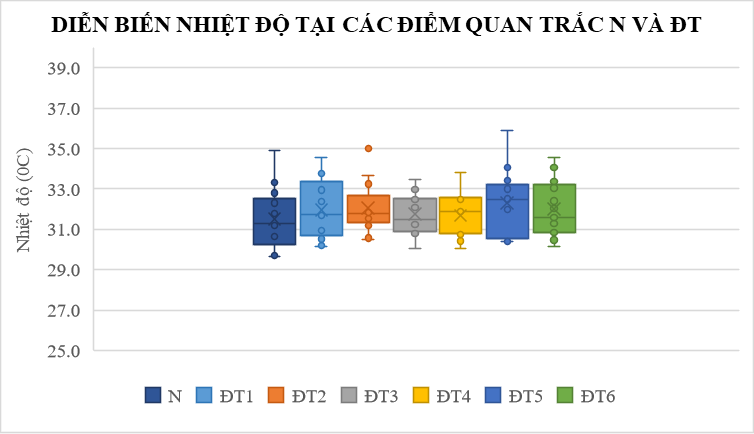 DIỄN BIẾN NHIỆT ĐỘ TẠI CÁC ĐIỂM QUAN TRẮC N VÀ ĐT
39.0
37.0
35.0
33.0
31.0
29.0
27.0
25.0
Nhiệt độ (0C)
N ĐT1 ĐT2 ĐT3 ĐT4 ĐT5 ĐT6